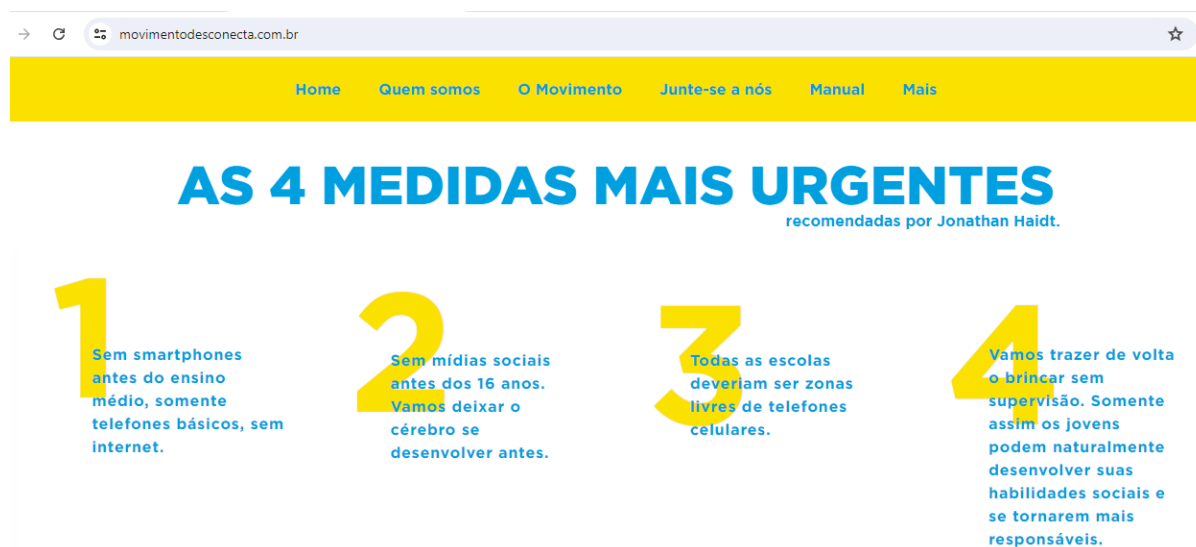 movimentodesconecta.com.br
Home Quem somos O Movimento Junte-se a nós Manual Mais
AS 4 MEDIDAS MAIS URGENTES
recomendadas por Jonathan Haidt.
1
Sem smartphones
antes do ensino
médio, somente
telefones básicos, sem
internet.
2
Sem mídias sociais
antes dos 16 anos.
Vamos deixar o
cérebro se
desenvolver antes.
3
Todas as escolas
deveriam ser zonas
livres de telefones
celulares.
4
Vamos trazer de volta
o brincar sem
supervisão. Somente
assim os jovens
podem naturalmente
desenvolver suas
habilidades sociais e
se tornarem mais
responsáveis.